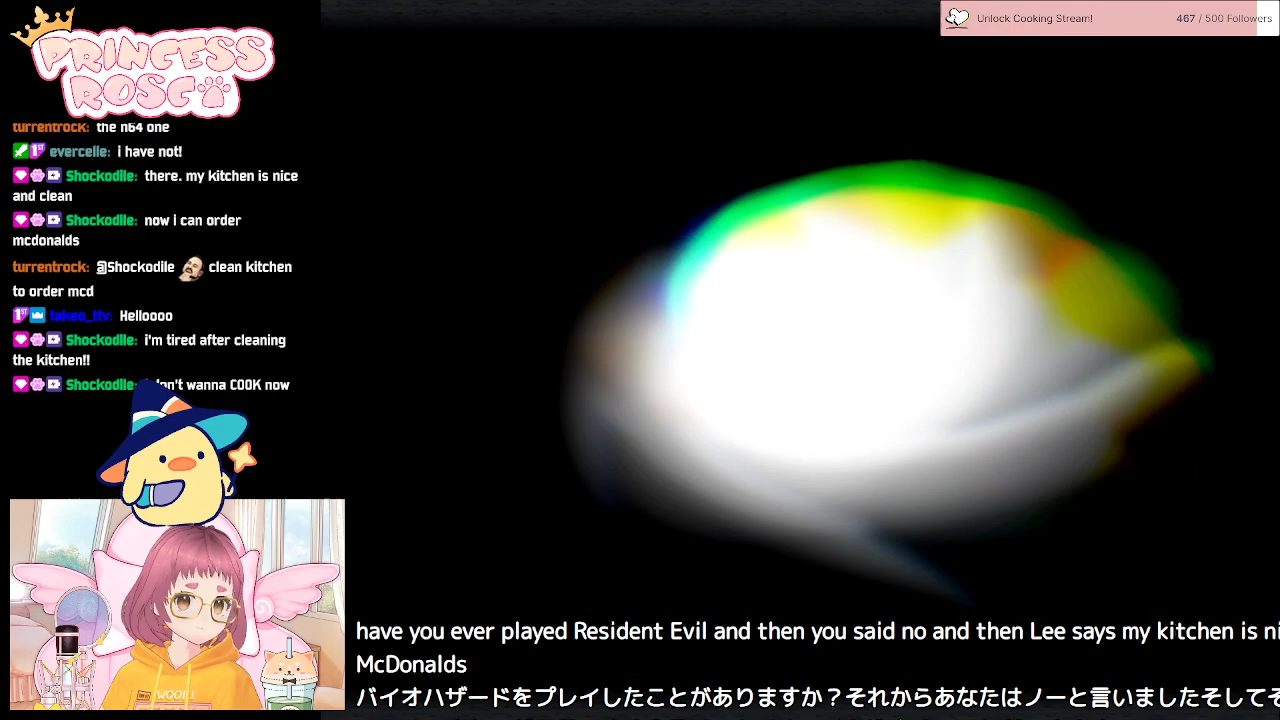 PRINCESS
ROSE
Unlock Cooking Stream!
467 / 500 Followers
turrentrock: the n64 one
evercelle: i have not!
Shockodile: there. my kitchen is nice
and clean
Shockodile: now i can order
mcdonalds
turrentrock: @Shockodile clean kitchen
to order mcd
takeo_ttv: Helloooo
Shockodile: i'm tired after cleaning
the kitchen!!
Shockodile: don't wanna COOK now
WOOF!
have you ever played Resident Evil and then you said no and then Lee says my kitchen is ni
McDonalds
バイオハザードをプレイしたことがありますか？それからあなたはノーと言いましたそしてそ